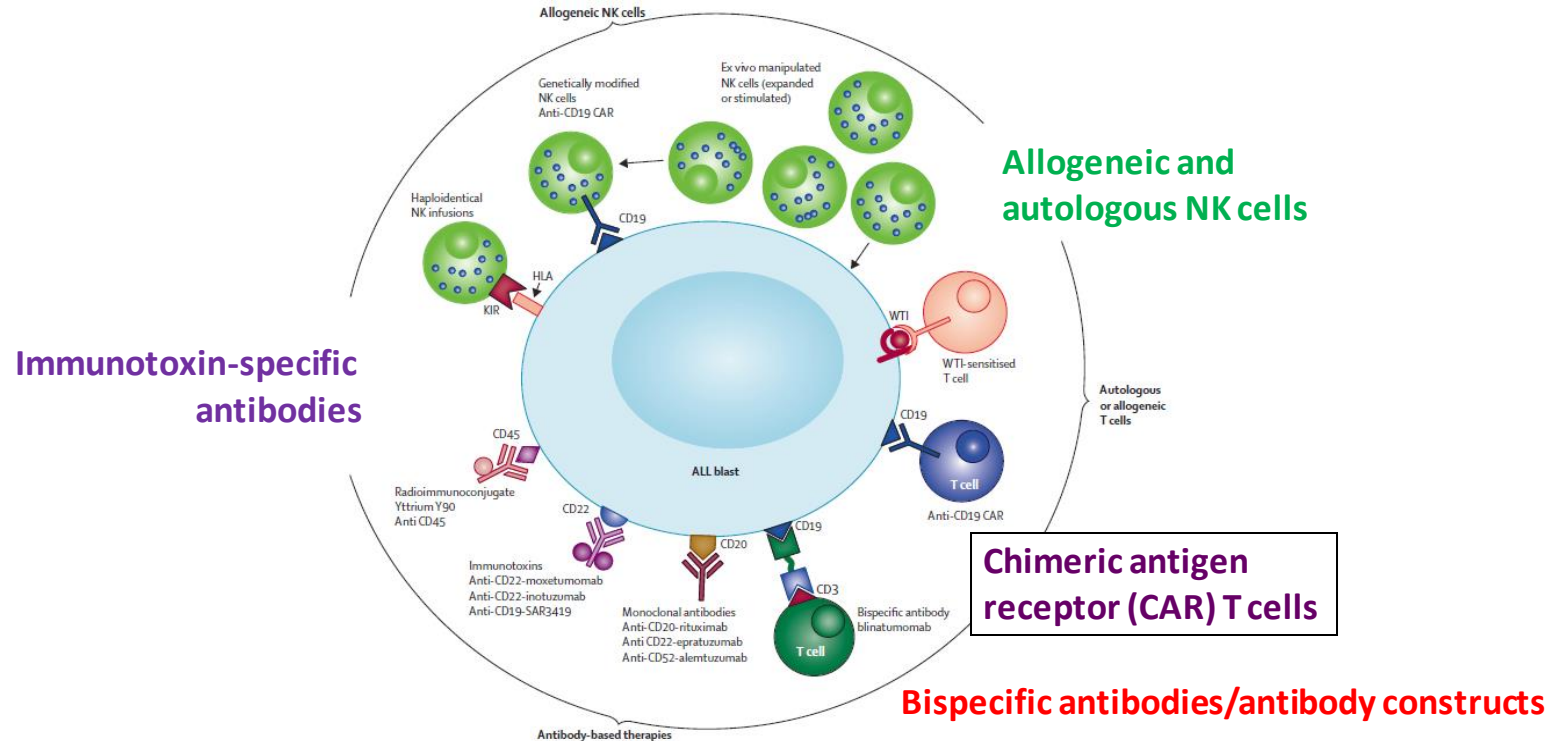 Allogeneic NK cells
Genetically modified
NK cells
Anti-CD19 CAR
Ex vivo manipulated
NK cells (expanded
or stimulated)
Allogeneic and
autologous NK cells
Haploidentical
NK infusions
CD19
HLA
KIR
WTI
WTI-sensitised
T cell
Immunotoxin-specific
antibodies
Autologous
or allogeneic
T cells
CD19
T cell
Anti-CD19 CAR
CD45
ALL blast
Radioimmunoconjugate
Yttrium Y90
Anti CD45
CD22
CD20
CD19
Immunotoxins
Anti-CD22-moxetumomab
Anti-CD22-inotuzumab
Anti-CD19-SAR3419
Monoclonal antibodies
Anti-CD20-rituximab
Anti CD22-epratuzumab
Anti-CD52-alemtuzumab
CD3
T cell
Bispecific antibody
blinatumomab
Chimeric antigen
receptor (CAR) T cells
Bispecific antibodies/antibody constructs
Antibody-based therapies